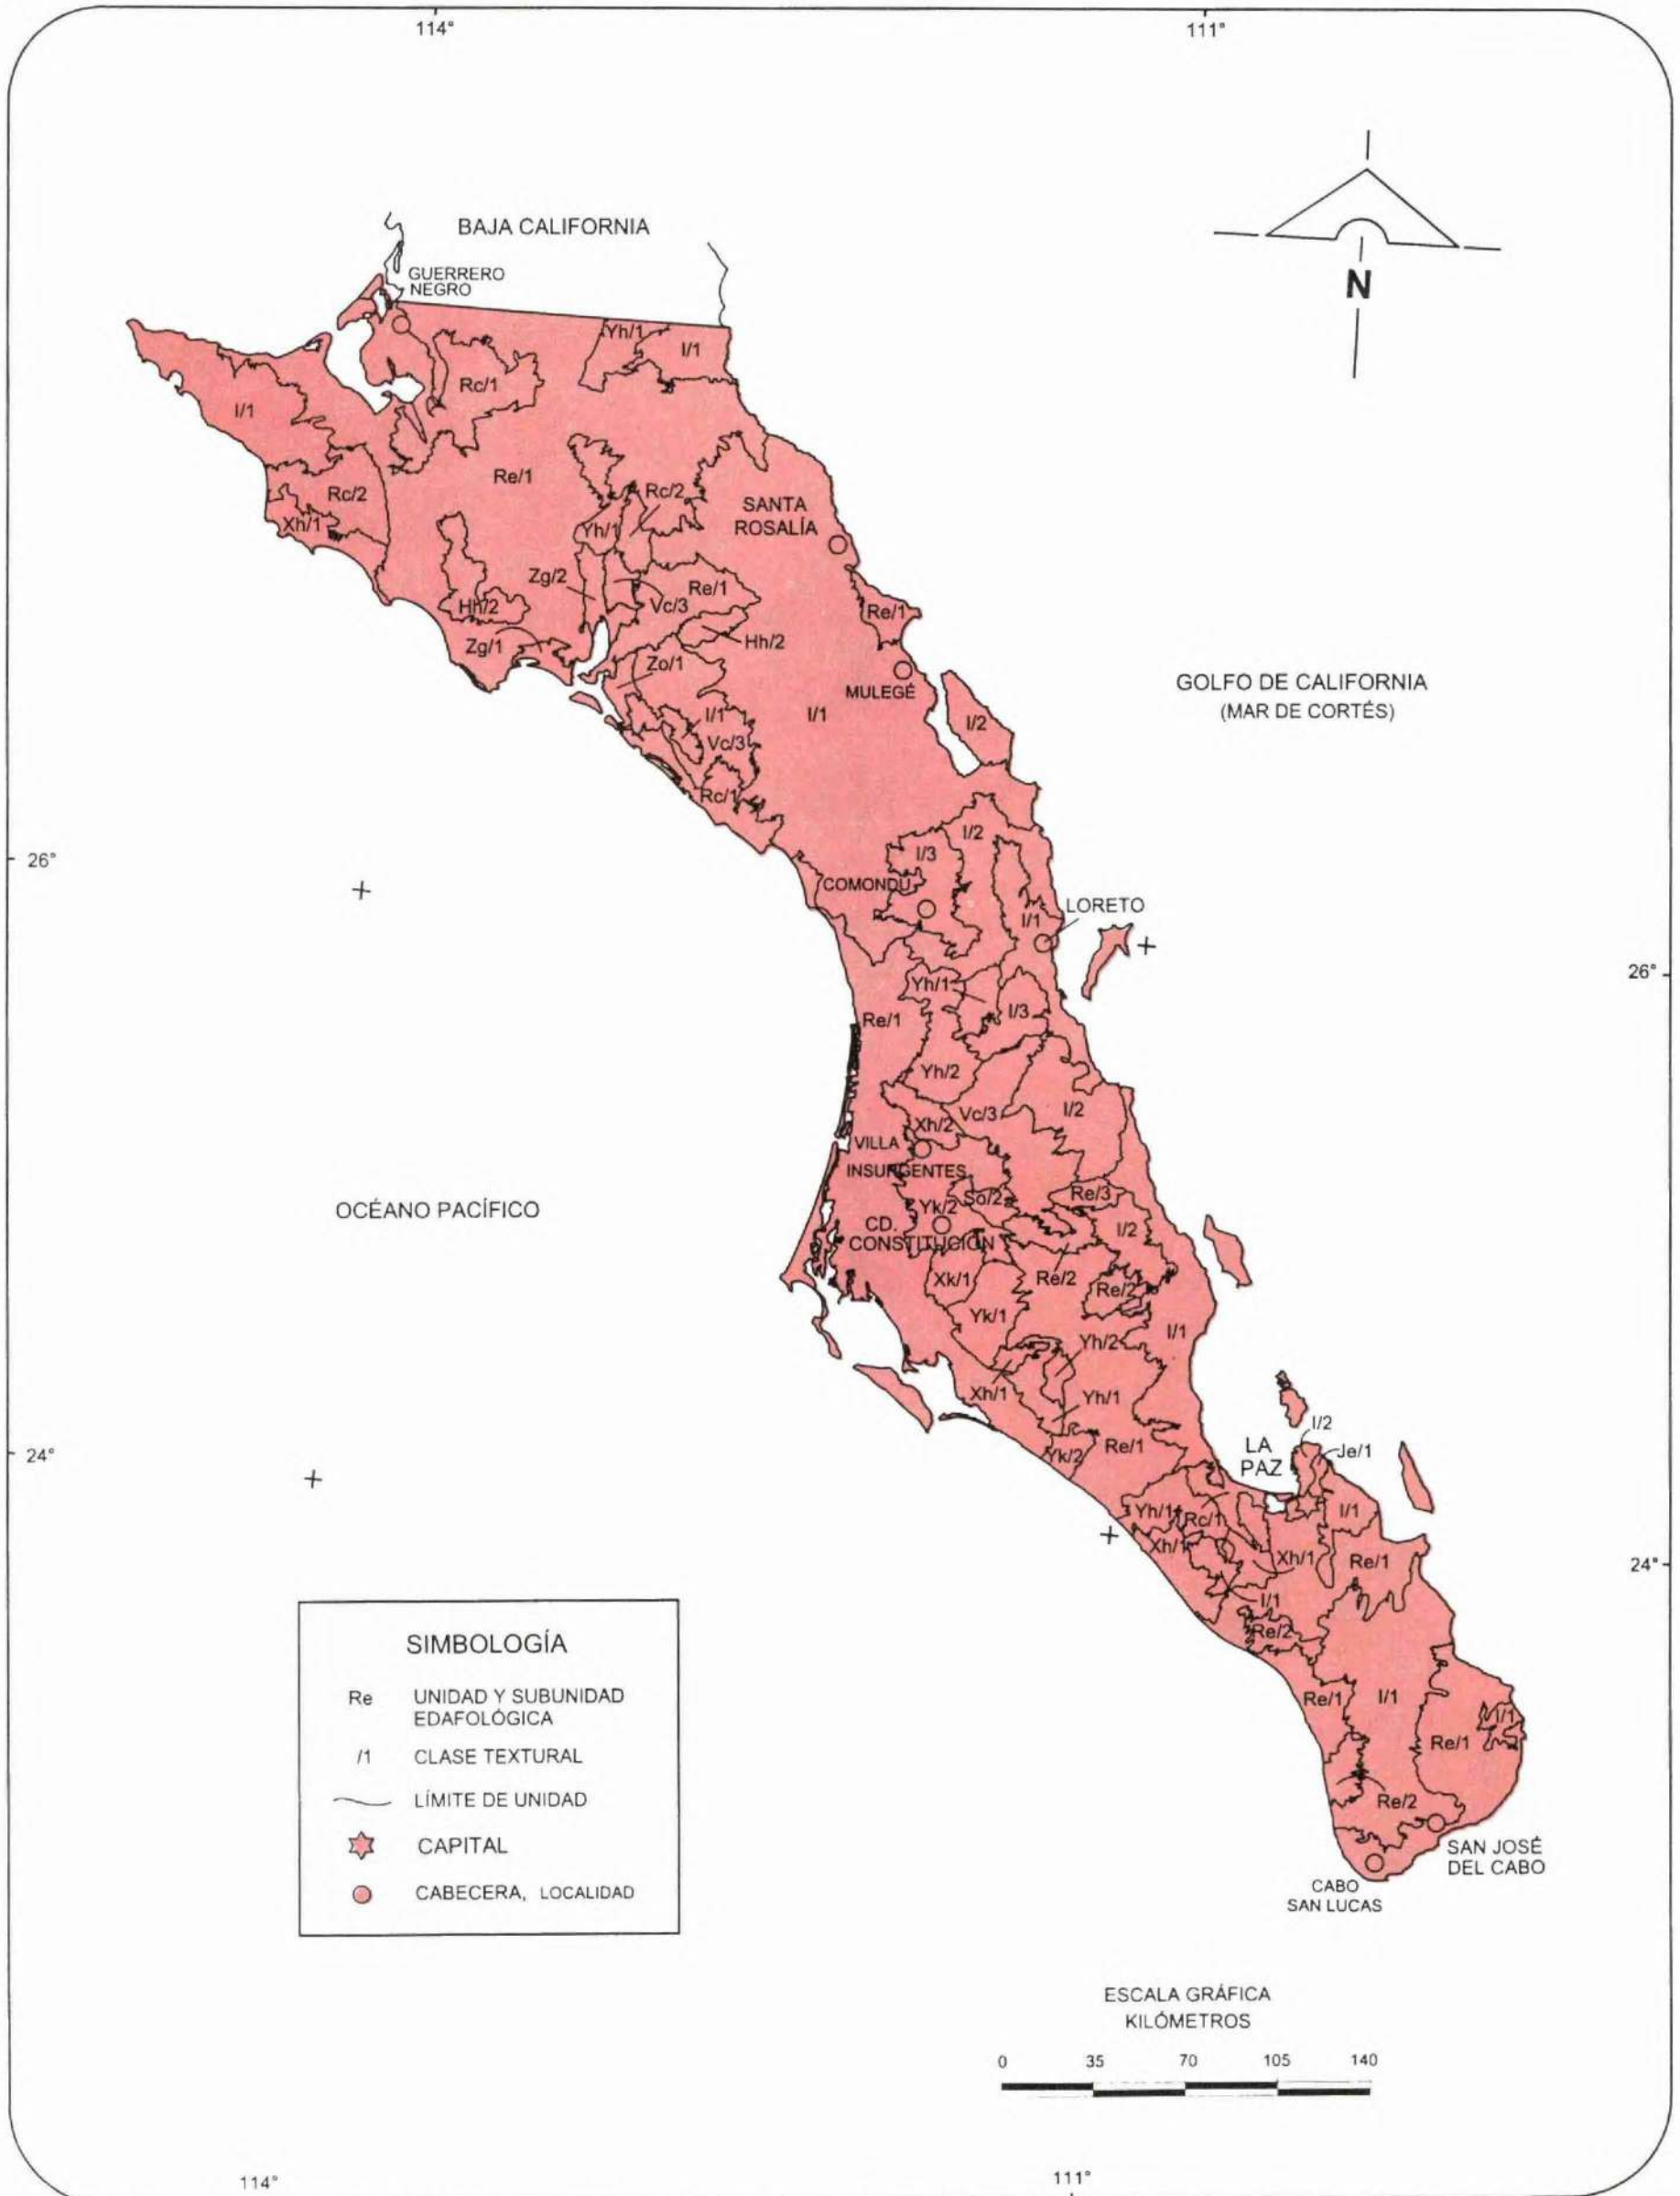 114°
111°
BAJA CALIFORNIA
GUERRERO
NEGRO
N
Yh/1
I/1
Rc/1
I/1
Re/1
Rc/2
Rc/2
SANTA
ROSALÍA
Xh/1
Yh/1
Zg/2
Re/1
Vc/3
Hh/2
Re/1
Hh/2
Zg/1
Zo/1
MULEGÉ
GOLFO DE CALIFORNIA
(MAR DE CORTÉS)
I/1
I/1
I/2
Vc/3
Rc/1
26°
I/2
I/3
COMONDÚ
LORETO
I/1
26°
Yh/1
I/3
Re/1
Yh/2
Vc/3
I/2
Xh/2
VILLA
INSURGENTES
OCÉANO PACÍFICO
So/2
Re/3
Yk/2
I/2
CD.
CONSTITUCIÓN
Xk/1
Re/2
Re/2
Yk/1
I/1
Yh/2
Xh/1
Yh/1
24°
Re/1
Yk/2
I/2
LA
PAZ
Je/1
Yh/1
Rc/1
I/1
Xh/1
Xh/1
Re/1
24°
I/1
Re/2
Re/1
I/1
I/1
Re/1
Re/2
SAN JOSÉ
DEL CABO
CABO
SAN LUCAS
SIMBOLOGÍA
Re UNIDAD Y SUBUNIDAD
EDAFOLÓGICA
/1 CLASE TEXTURAL
LÍMITE DE UNIDAD
CAPITAL
CABECERA, LOCALIDAD
ESCALA GRÁFICA
KILÓMETROS
0 35 70 105 140
114°
111°